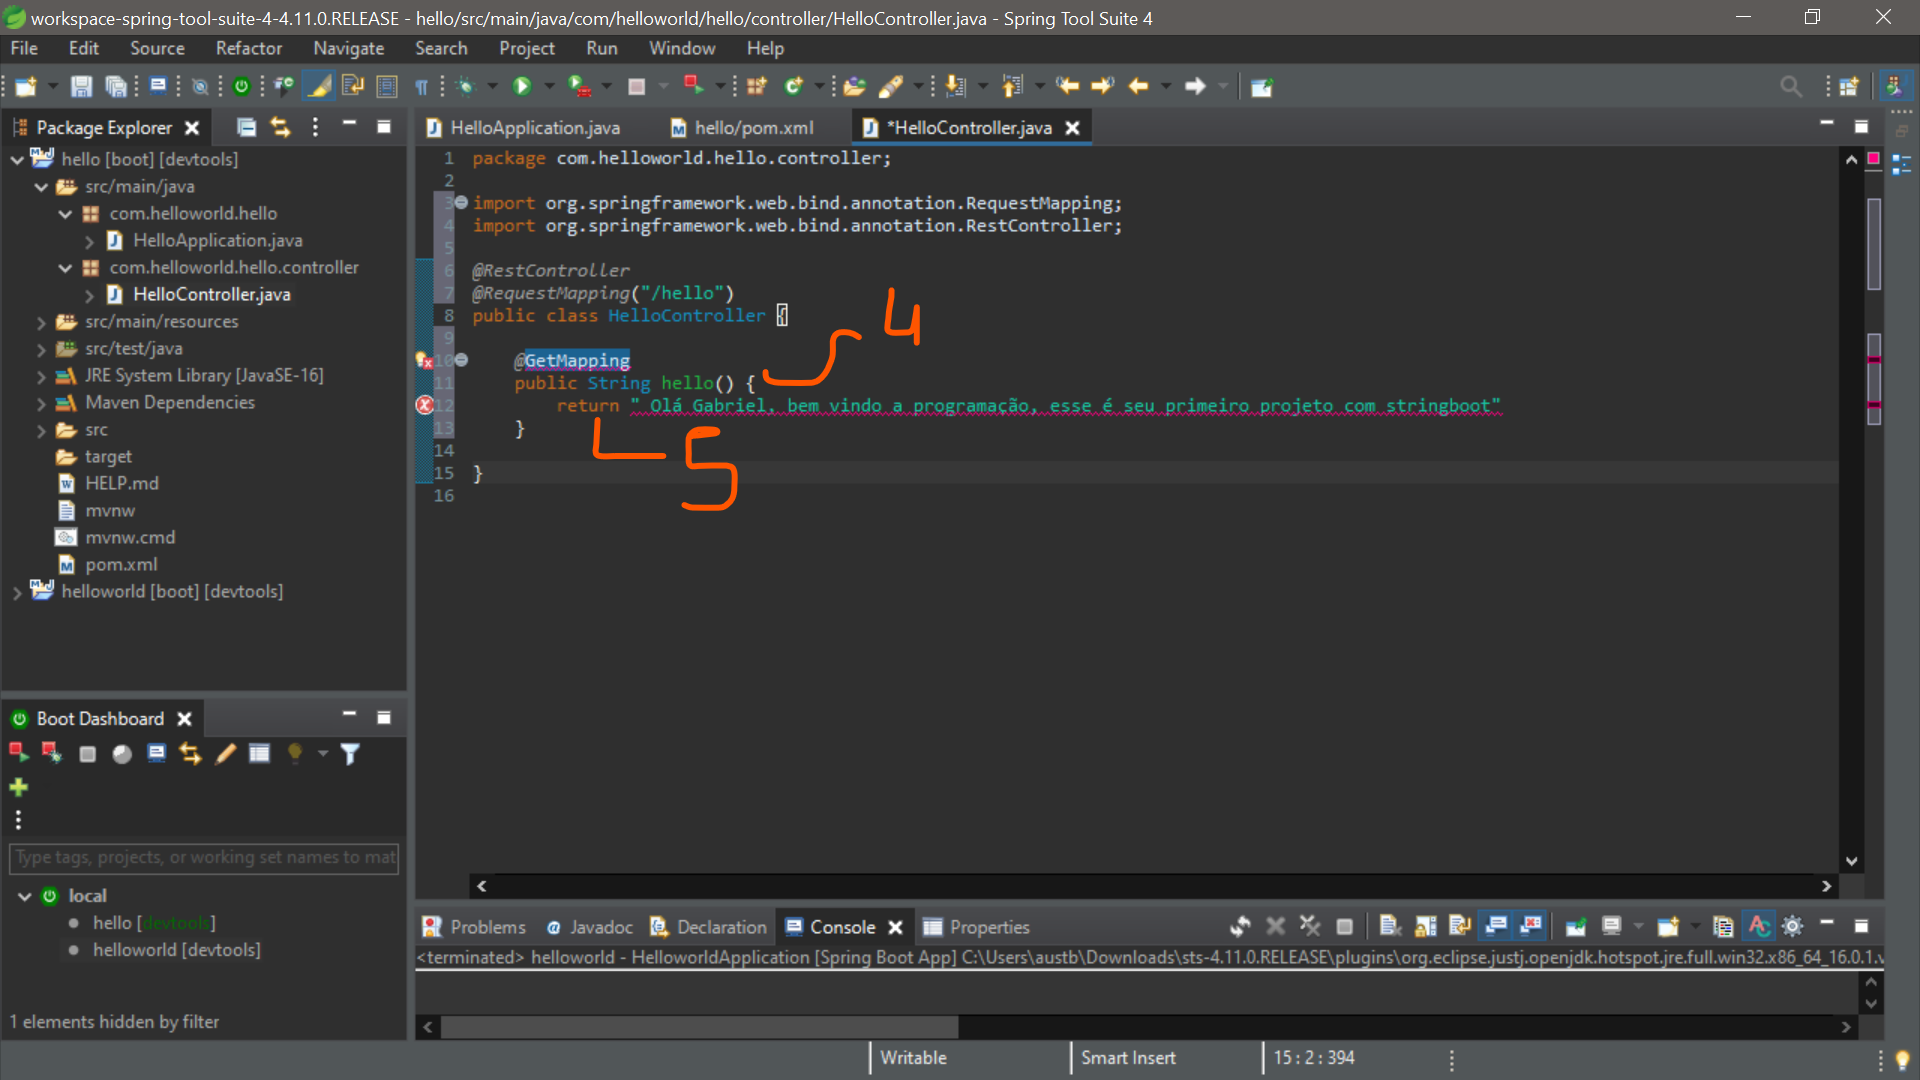 workspace-spring-tool-suite-4-4.11.0.RELEASE - hello/src/main/java/com/helloworld/hello/controller/HelloController.java - Spring Tool Suite 4
File Edit Source Refactor Navigate Search Project Run Window Help
Package Explorer
hello [boot] [devtools]
src/main/java
com.helloworld.hello
HelloApplication.java
com.helloworld.hello.controller
HelloController.java
src/main/resources
src/test/java
JRE System Library [JavaSE-16]
Maven Dependencies
src
target
HELP.md
mvnw
mvnw.cmd
pom.xml
helloworld [boot] [devtools]
HelloApplication.java hello/pom.xml *HelloController.java
1 package com.helloworld.hello.controller;
2
3 import org.springframework.web.bind.annotation.RequestMapping;
4 import org.springframework.web.bind.annotation.RestController;
5
6 @RestController
7 @RequestMapping("/hello")
8 public class HelloController {
9
10 @GetMapping
11 public String hello() {
12 return " Olá Gabriel, bem vindo a programação, esse é seu primeiro projeto com stringboot"
13 }
14
15 }
16
4
5
Boot Dashboard
Type tags, projects, or working set names to mat
local
hello [devtools]
helloworld [devtools]
1 elements hidden by filter
Problems Javadoc Declaration Console Properties
<terminated> helloworld - HelloworldApplication [Spring Boot App] C:\Users\austb\Downloads\sts-4.11.0.RELEASE\plugins\org.eclipse.justj.openjdk.hotspot.jre.full.win32.x86_64_16.0.1.v
Writable Smart Insert 15 : 2 : 394